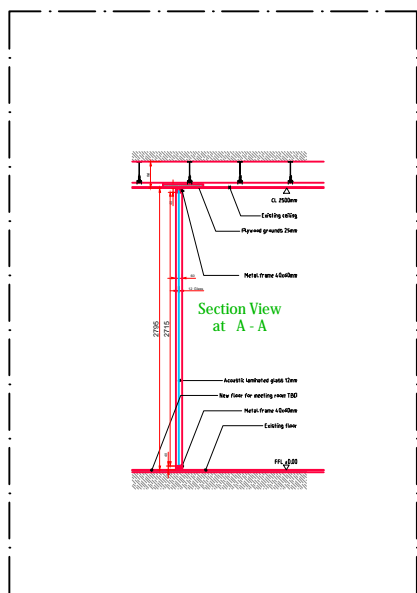 CL 2500mm
Existing ceiling
Plywood grounds 25mm
Metal frame 40x40mm
Section View
at A - A
2795
2715
Acoustic laminated glass 12mm
New floor for meeting room TBD
Metal frame 40x40mm
Existing floor
FFL ±0.00